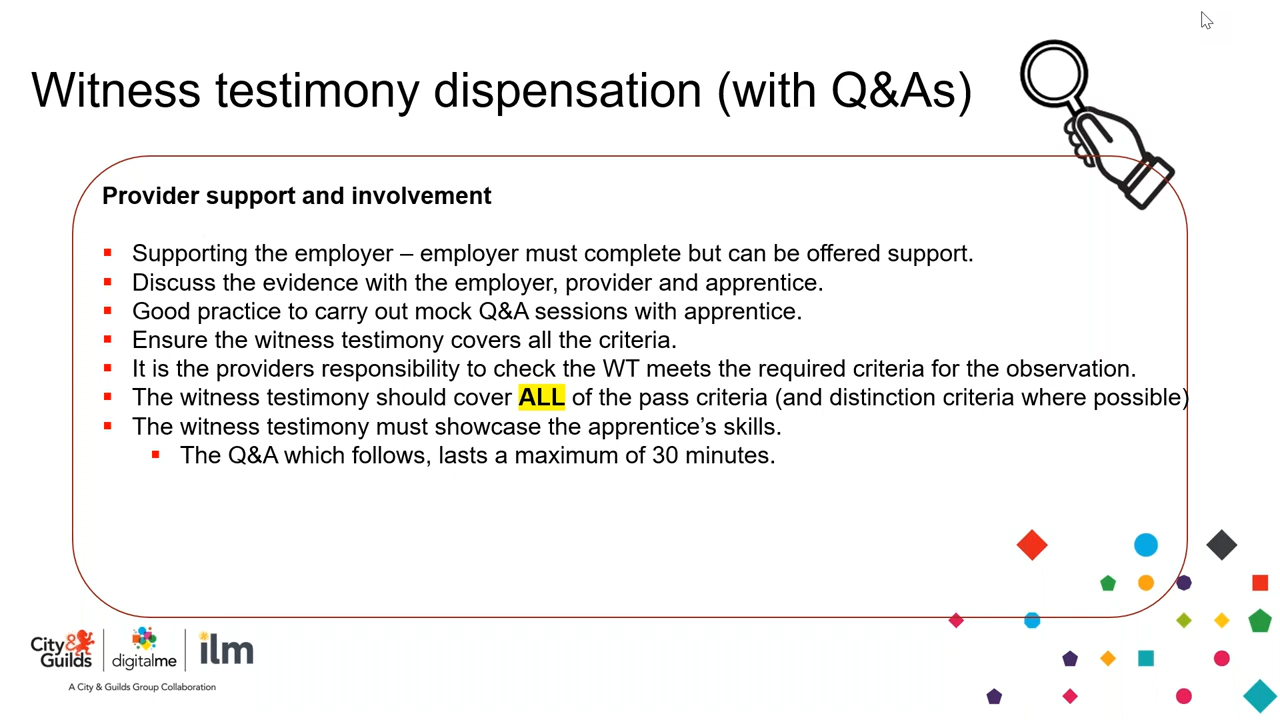 Witness testimony dispensation (with Q&As)
Provider support and involvement
Supporting the employer – employer must complete but can be offered support.
Discuss the evidence with the employer, provider and apprentice.
Good practice to carry out mock Q&A sessions with apprentice.
Ensure the witness testimony covers all the criteria.
It is the providers responsibility to check the WT meets the required criteria for the observation.
The witness testimony should cover ALL of the pass criteria (and distinction criteria where possible)
The witness testimony must showcase the apprentice’s skills.
The Q&A which follows, lasts a maximum of 30 minutes.
City&
Guilds
digitalme
ilm
A City & Guilds Group Collaboration